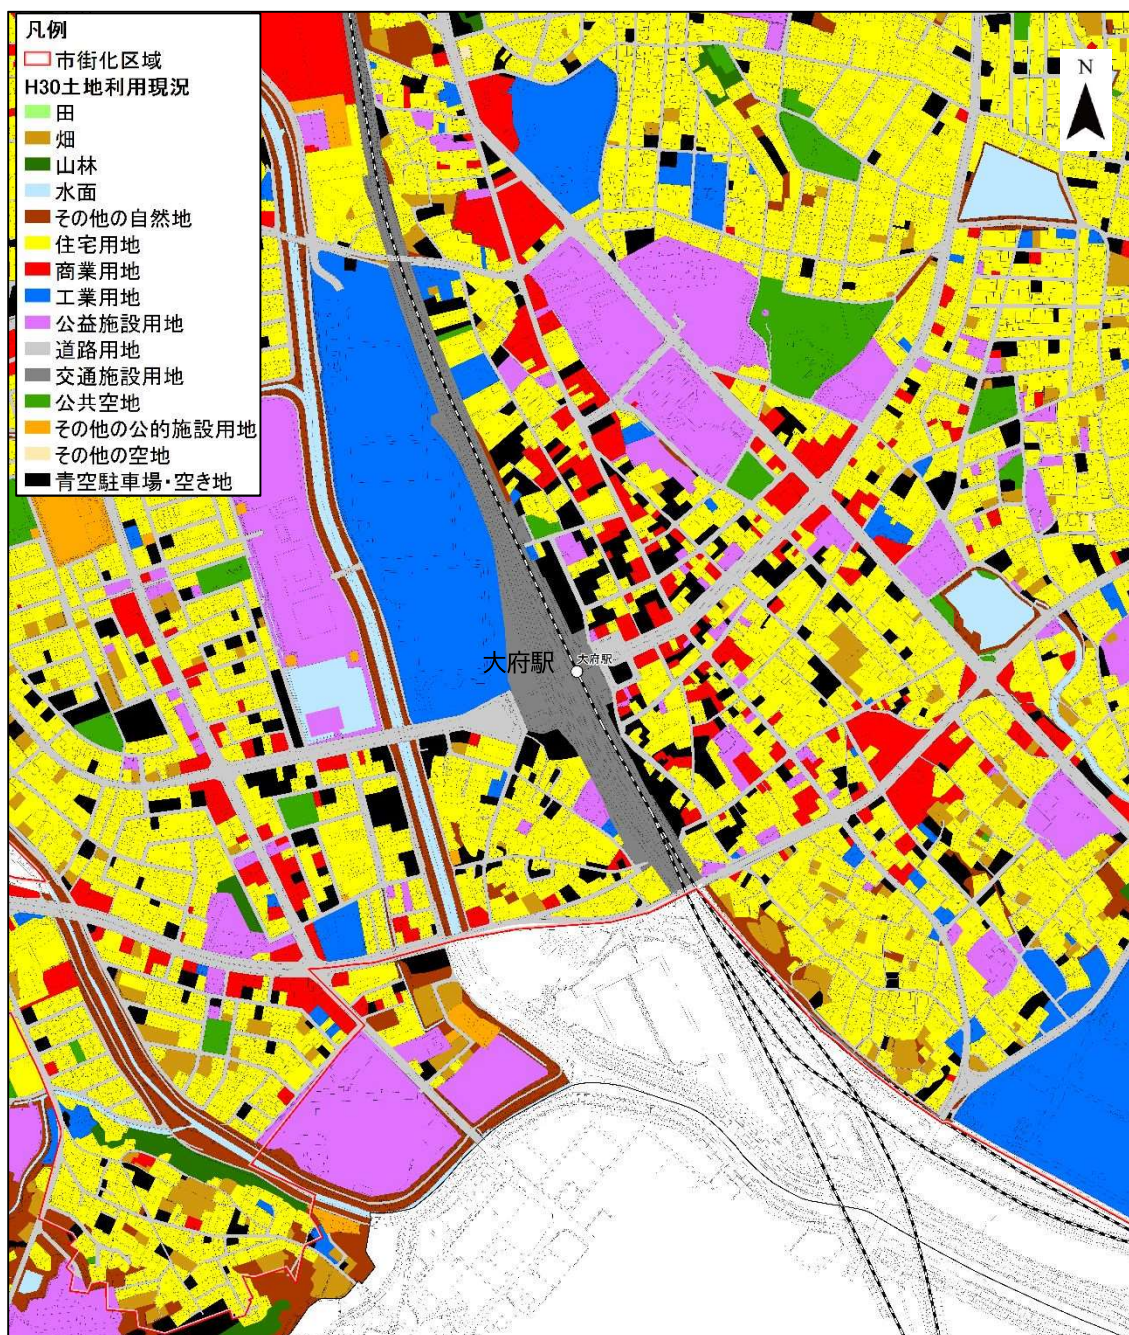 凡例
市街化区域
H30土地利用現況
田
畑
山林
水面
その他の自然地
住宅用地
商業用地
工業用地
公益施設用地
道路用地
交通施設用地
公共空地
その他の公的施設用地
その他の空地
青空駐車場・空き地
N
大府駅
大府駅